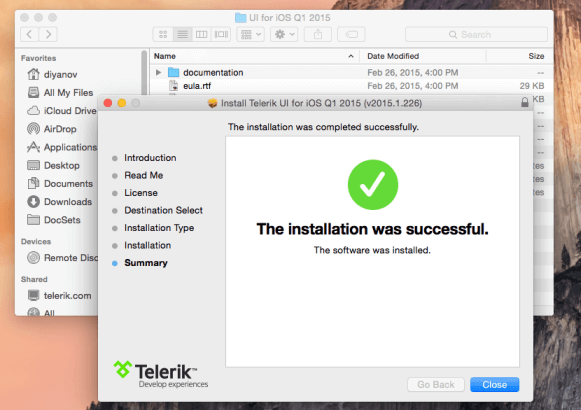 UI for iOS Q1 2015
Search
Favorites
diyanov
All My Files
iCloud Drive
AirDrop
Applications
Desktop
Documents
Downloads
DocSets
Devices
Remote Disc
Shared
telerik.com
All
Name Date Modified Size
documentation Feb 26, 2015, 4:00 PM --
eula.rtf Feb 26, 2015, 4:00 PM 29 KB
KB
Install Telerik UI for iOS Q1 2015 (v2015.1.226)
The installation was completed successfully.
Introduction
Read Me
License
Destination Select
Installation Type
Installation
Summary
The installation was successful.
The software was installed.
Telerik™
Develop experiences
Go Back Close